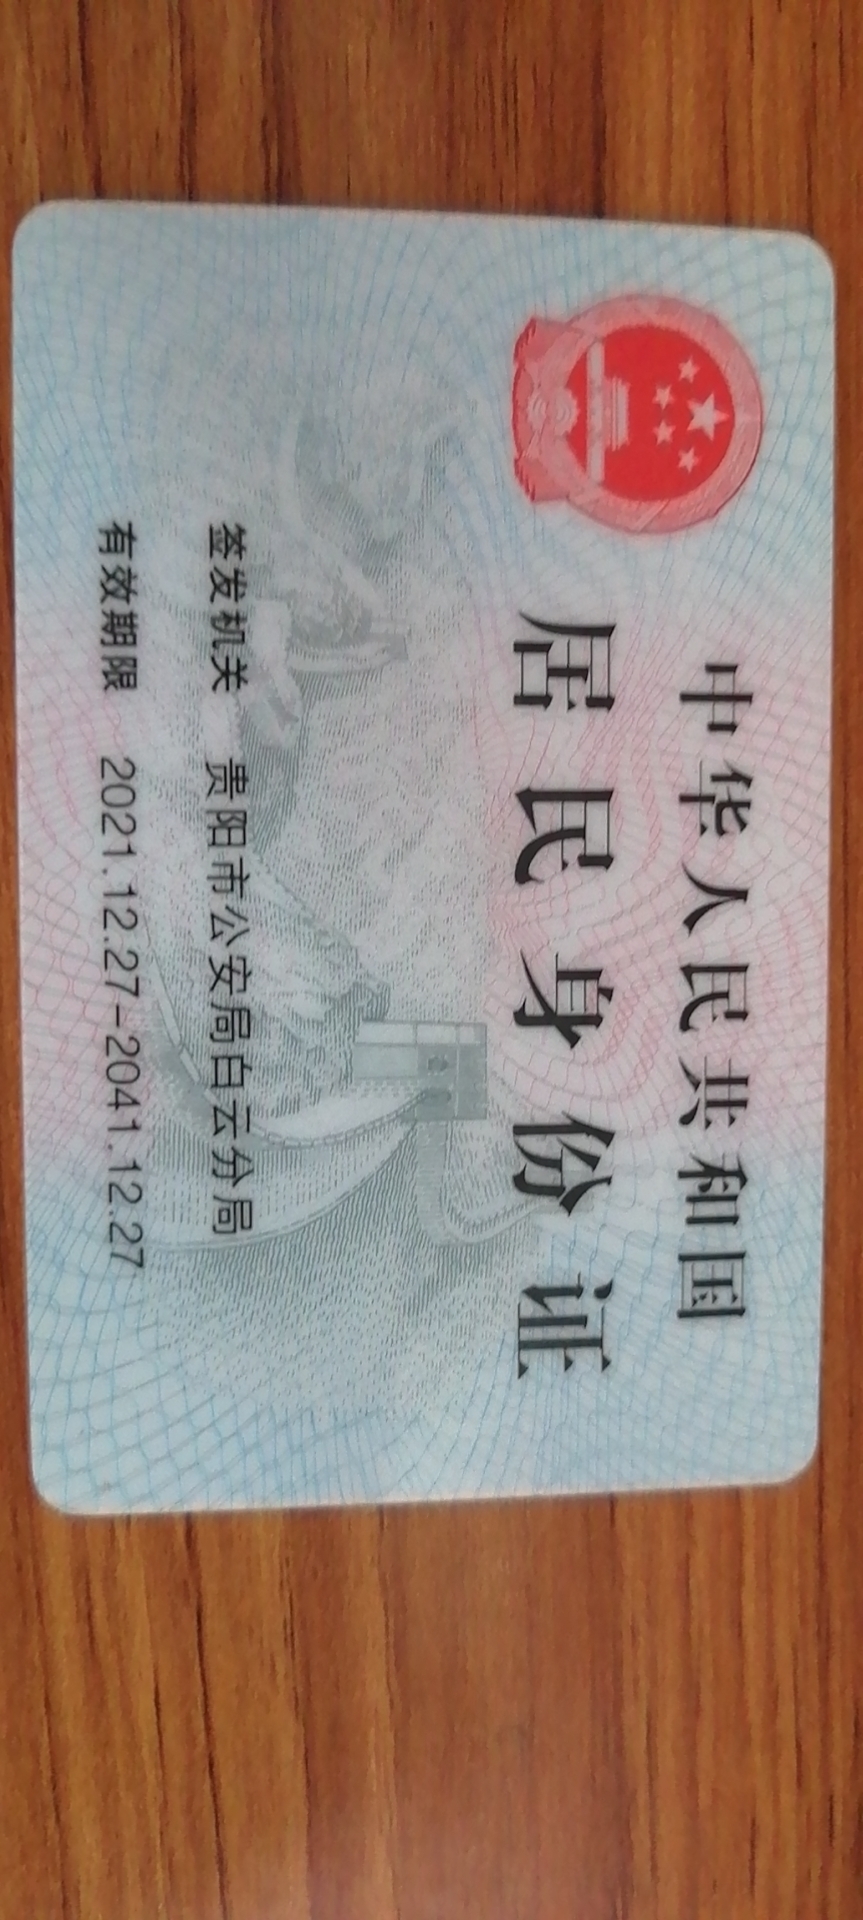 中华人民共和国
居民身份证
签发机关 贵阳市公安局白云分局
有效期限 2021.12.27-2041.12.27